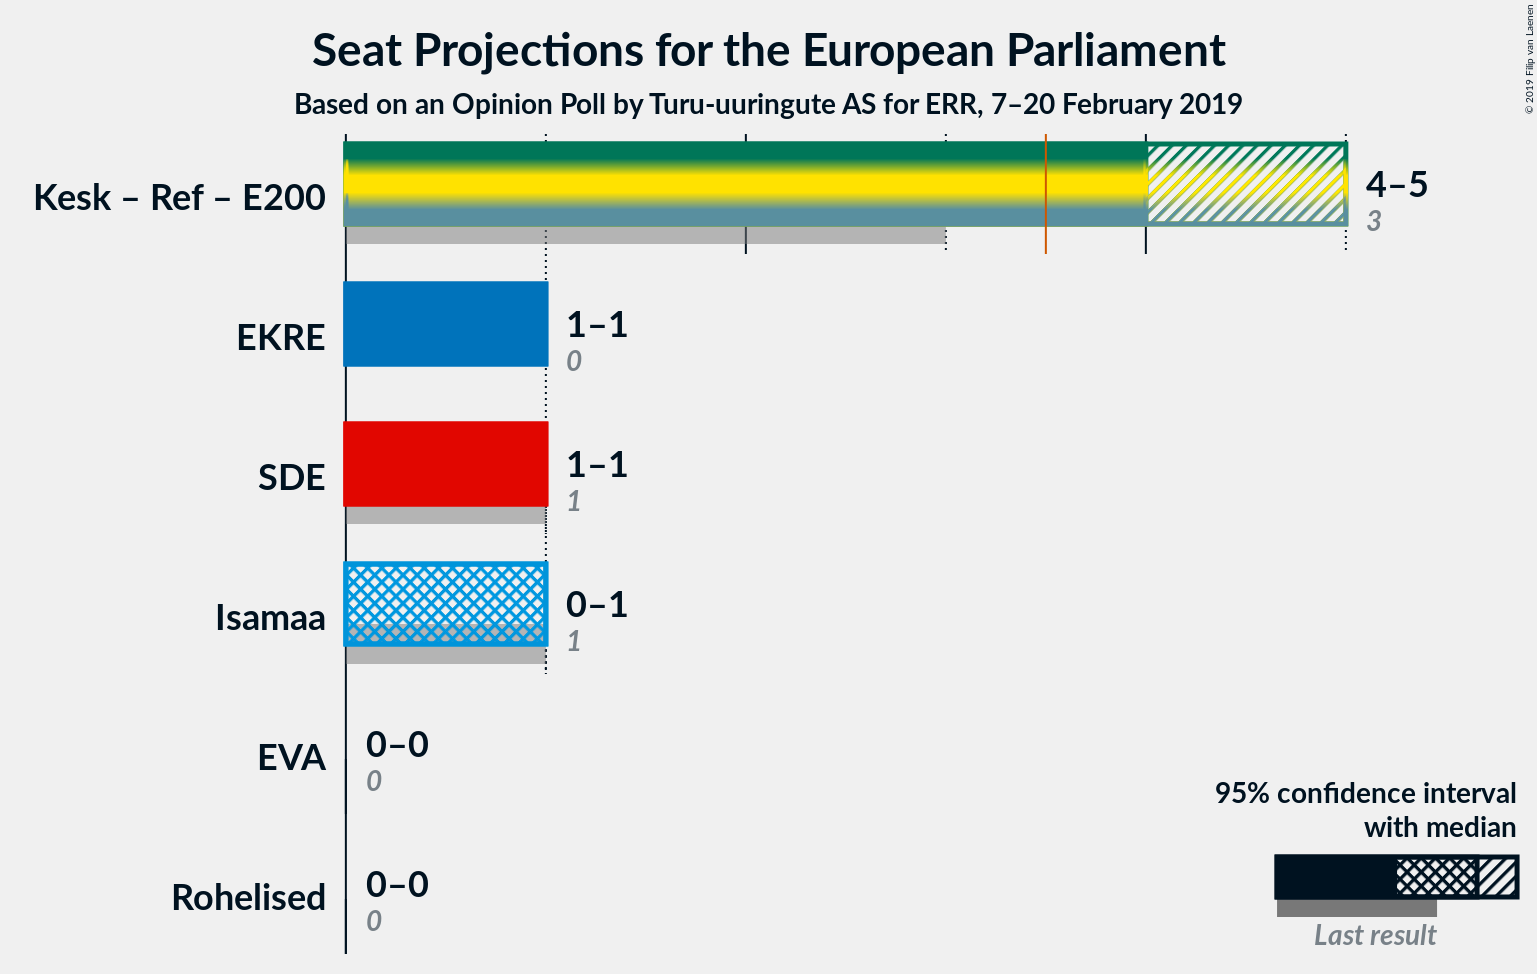 Seat Projections for the European Parliament
Based on an Opinion Poll by Turu-uuringute AS for ERR, 7–20 February 2019
© 2019 Filip van Laenen
Kesk – Ref – E200
4–5
3
EKRE
1–1
0
SDE
1–1
1
Isamaa
0–1
1
EVA
0–0
0
Rohelised
0–0
0
95% confidence interval
with median
Last result